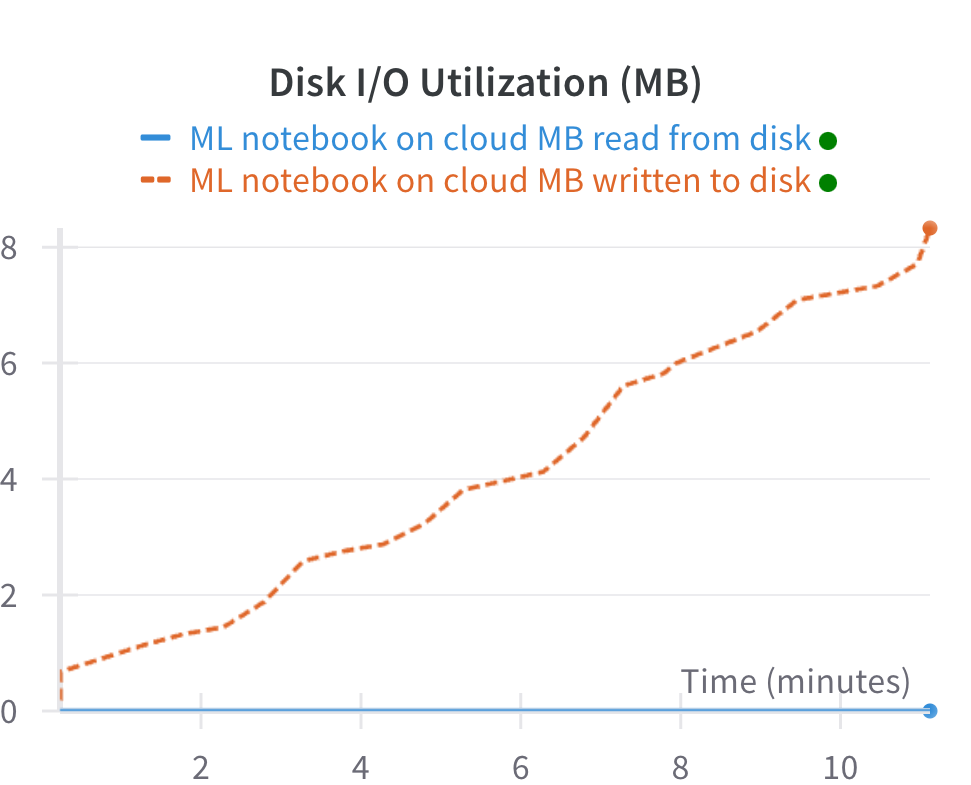 Disk I/O Utilization (MB)
ML notebook on cloud MB read from disk
ML notebook on cloud MB written to disk
8
6
4
2
0
Time (minutes)
2 4 6 8 10